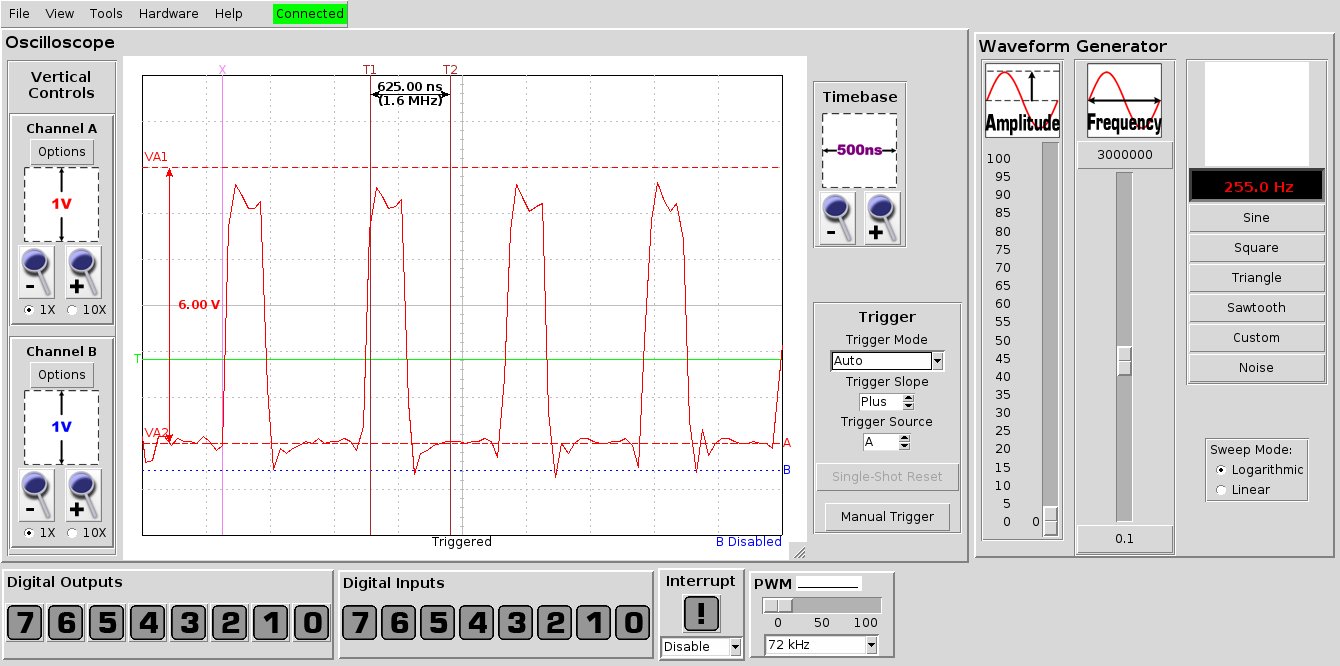 File View Tools Hardware Help Connected
Oscilloscope
Vertical
Controls
Channel A
Options
1V
-
+
1X 10X
Channel B
Options
1V
-
+
1X 10X
X T1 T2
625.00 ns
(1.6 MHz)
VA1
6.00 V
T
VA2
A
B
Triggered
B Disabled
Timebase
500ns
-
+
Trigger
Trigger Mode
Auto
Trigger Slope
Plus
Trigger Source
A
Single-Shot Reset
Manual Trigger
Waveform Generator
Amplitude
100
95
90
85
80
75
70
65
60
55
50
45
40
35
30
25
20
15
10
5
0 0
Frequency
3000000
0.1
255.0 Hz
Sine
Square
Triangle
Sawtooth
Custom
Noise
Sweep Mode:
Logarithmic
Linear
Digital Outputs
7 6 5 4 3 2 1 0
Digital Inputs
7 6 5 4 3 2 1 0
Interrupt
!
Disable
PWM
0 50 100
72 kHz